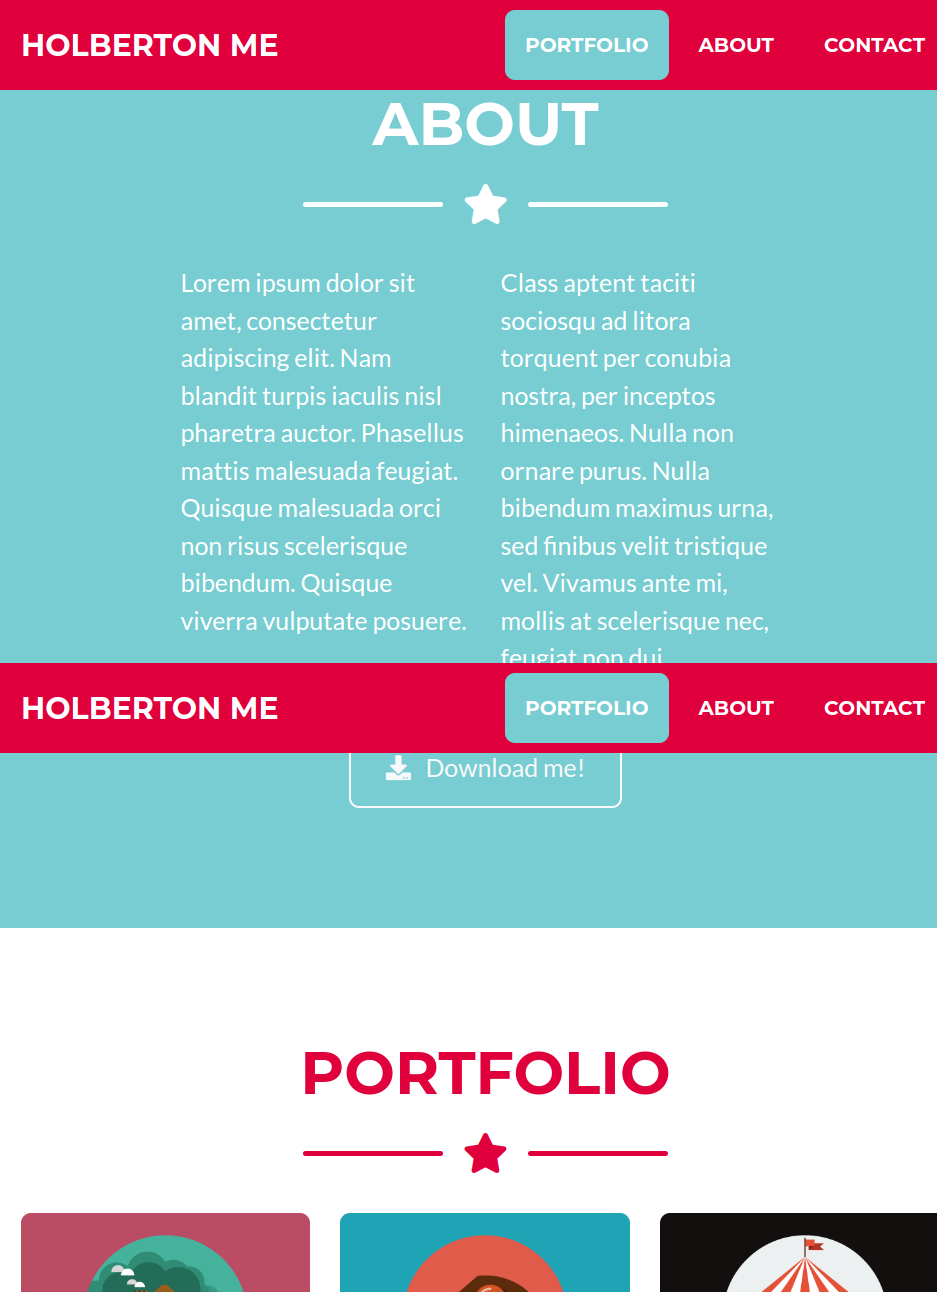 HOLBERTON ME PORTFOLIO ABOUT CONTACT
ABOUT
Lorem ipsum dolor sit
amet, consectetur
adipiscing elit. Nam
blandit turpis iaculis nisl
pharetra auctor. Phasellus
mattis malesuada feugiat.
Quisque malesuada orci
non risus scelerisque
bibendum. Quisque
viverra vulputate posuere.
Class aptent taciti
sociosqu ad litora
torquent per conubia
nostra, per inceptos
himenaeos. Nulla non
ornare purus. Nulla
bibendum maximus urna,
sed finibus velit tristique
vel. Vivamus ante mi,
mollis at scelerisque nec,
feugiat non dui
HOLBERTON ME PORTFOLIO ABOUT CONTACT
Download me!
PORTFOLIO